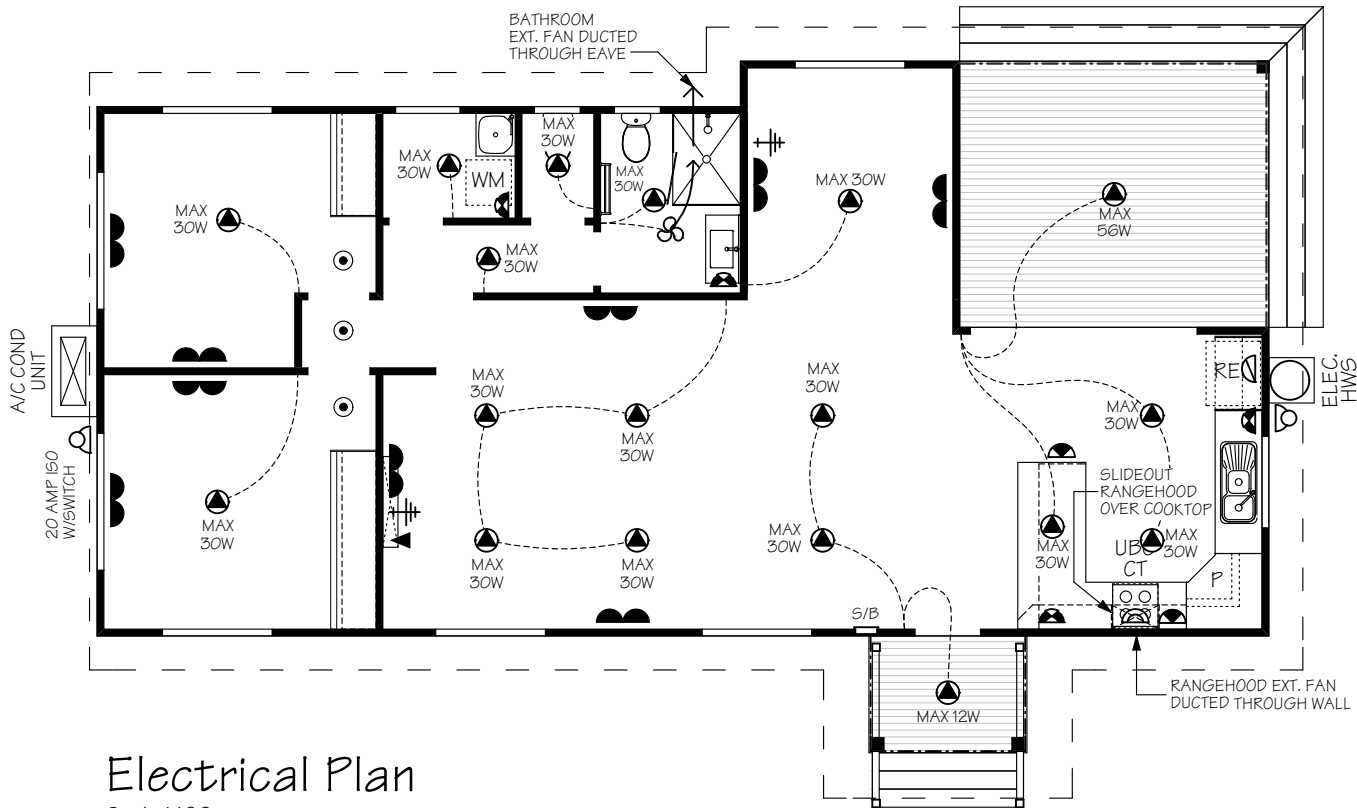 BATHROOM
EXT. FAN DUCTED
THROUGH EAVE
MAX
30W
MAX
30W
WM
MAX
30W
MAX 30W
MAX
30W
MAX
56W
MAX
30W
A/C COND
UNIT
RE
ELEC.
HWS
MAX
30W
MAX
30W
MAX
30W
MAX
30W
20 AMP ISO
W/SWITCH
SLIDEOUT
RANGEHOOD
OVER COOKTOP
MAX
30W
MAX
30W
MAX
30W
MAX
30W
MAX
30W
MAX
30W
CT
P
S/B
MAX 12W
RANGEHOOD EXT. FAN
DUCTED THROUGH WALL
Electrical Plan